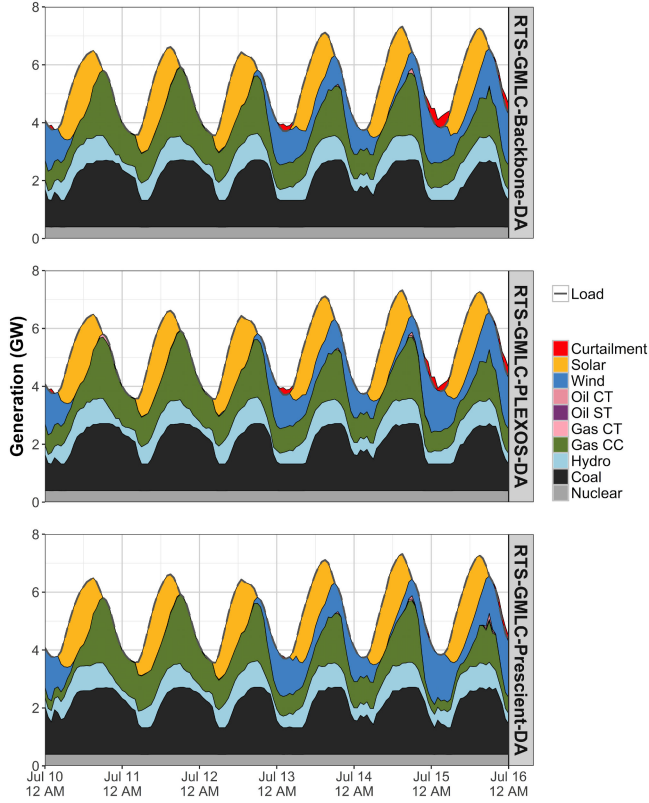 Generation (GW)
8
6
4
2
0
RTS-GMLC-Backbone-DA
8
6
4
2
0
RTS-GMLC-PLEXOS-DA
8
6
4
2
0
RTS-GMLC-Prescient-DA
Jul 10 Jul 11 Jul 12 Jul 13 Jul 14 Jul 15 Jul 16
12 AM 12 AM 12 AM 12 AM 12 AM 12 AM 12 AM
Load
Curtailment
Solar
Wind
Oil CT
Oil ST
Gas CT
Gas CC
Hydro
Coal
Nuclear